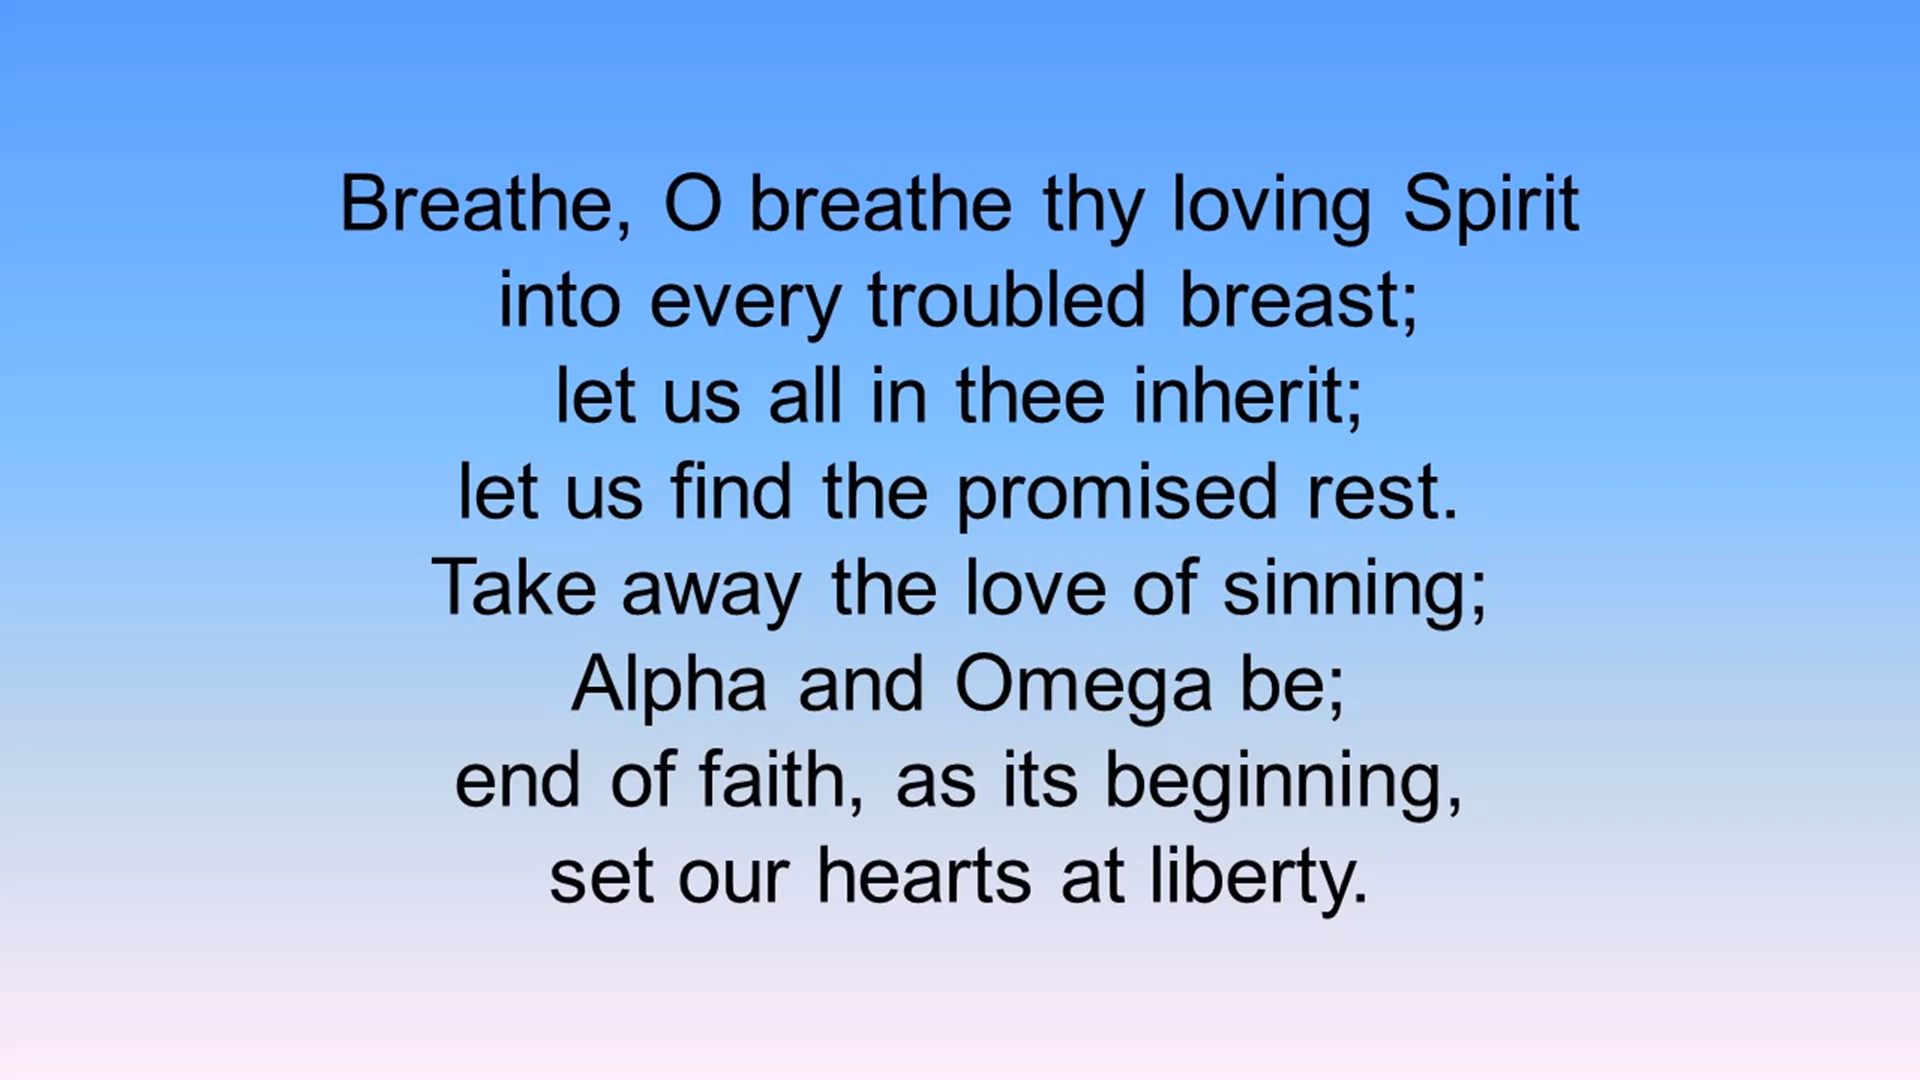 Breathe, O breathe thy loving Spirit
into every troubled breast;
let us all in thee inherit;
let us find the promised rest.
Take away the love of sinning;
Alpha and Omega be;
end of faith, as its beginning,
set our hearts at liberty.